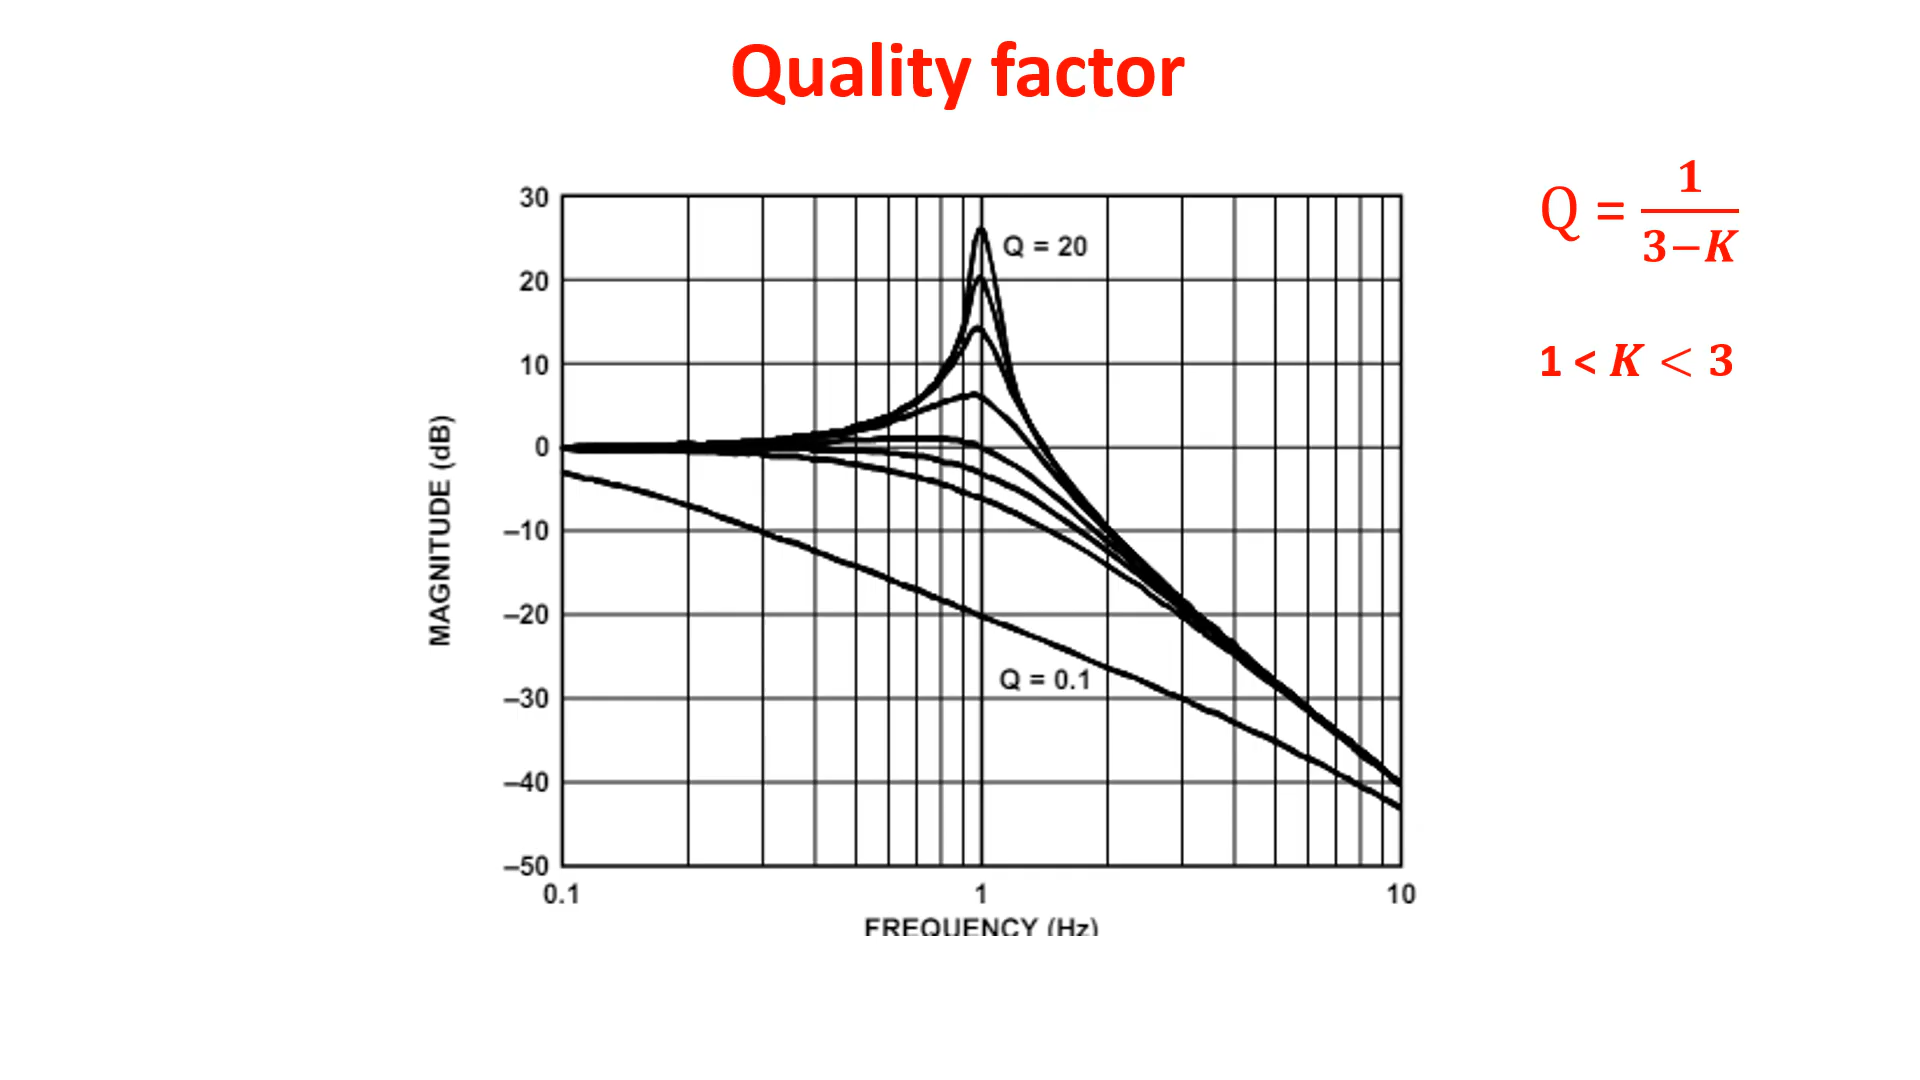 Quality factor
Q = 1/(3−K)
1 < K < 3
30
20
10
0
–10
–20
–30
–40
–50
MAGNITUDE (dB)
Q = 20
Q = 0.1
0.1 1 10
FREQUENCY (Hz)